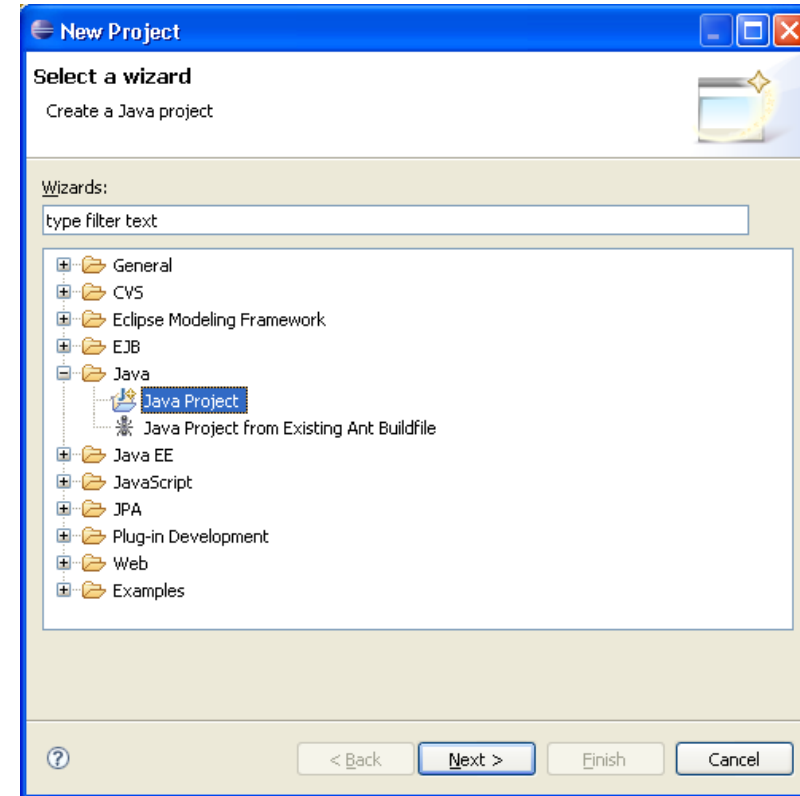 New Project
Select a wizard
Create a Java project
Wizards:
type filter text
General
CVS
Eclipse Modeling Framework
EJB
Java
Java Project
Java Project from Existing Ant Buildfile
Java EE
JavaScript
JPA
Plug-in Development
Web
Examples
? < Back Next > Finish Cancel